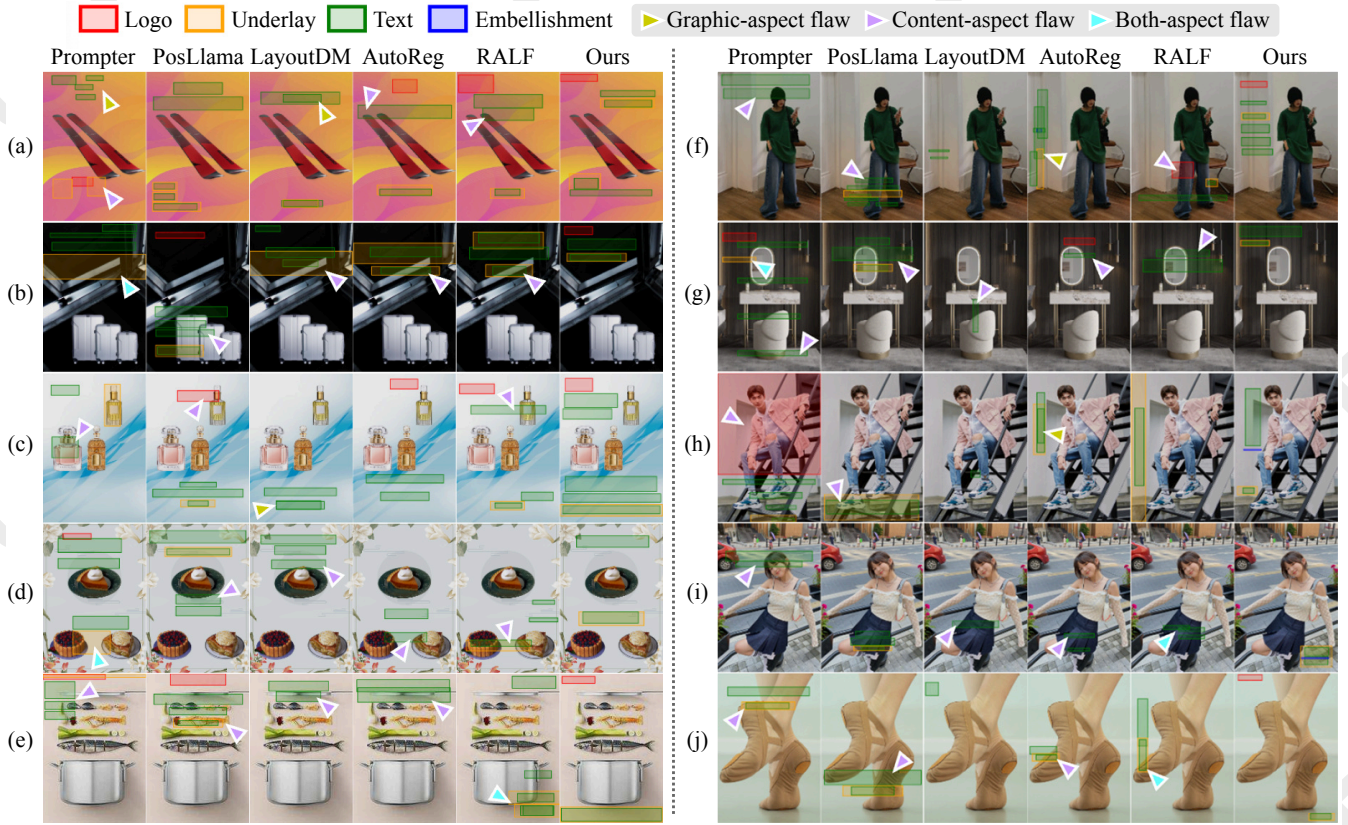 Logo Underlay Text Embellishment Graphic-aspect flaw Content-aspect flaw Both-aspect flaw
Prompter PosLlama LayoutDM AutoReg RALF Ours Prompter PosLlama LayoutDM AutoReg RALF Ours
(a) (f)
(b) (g)
(c) (h)
(d) (i)
(e) (j)